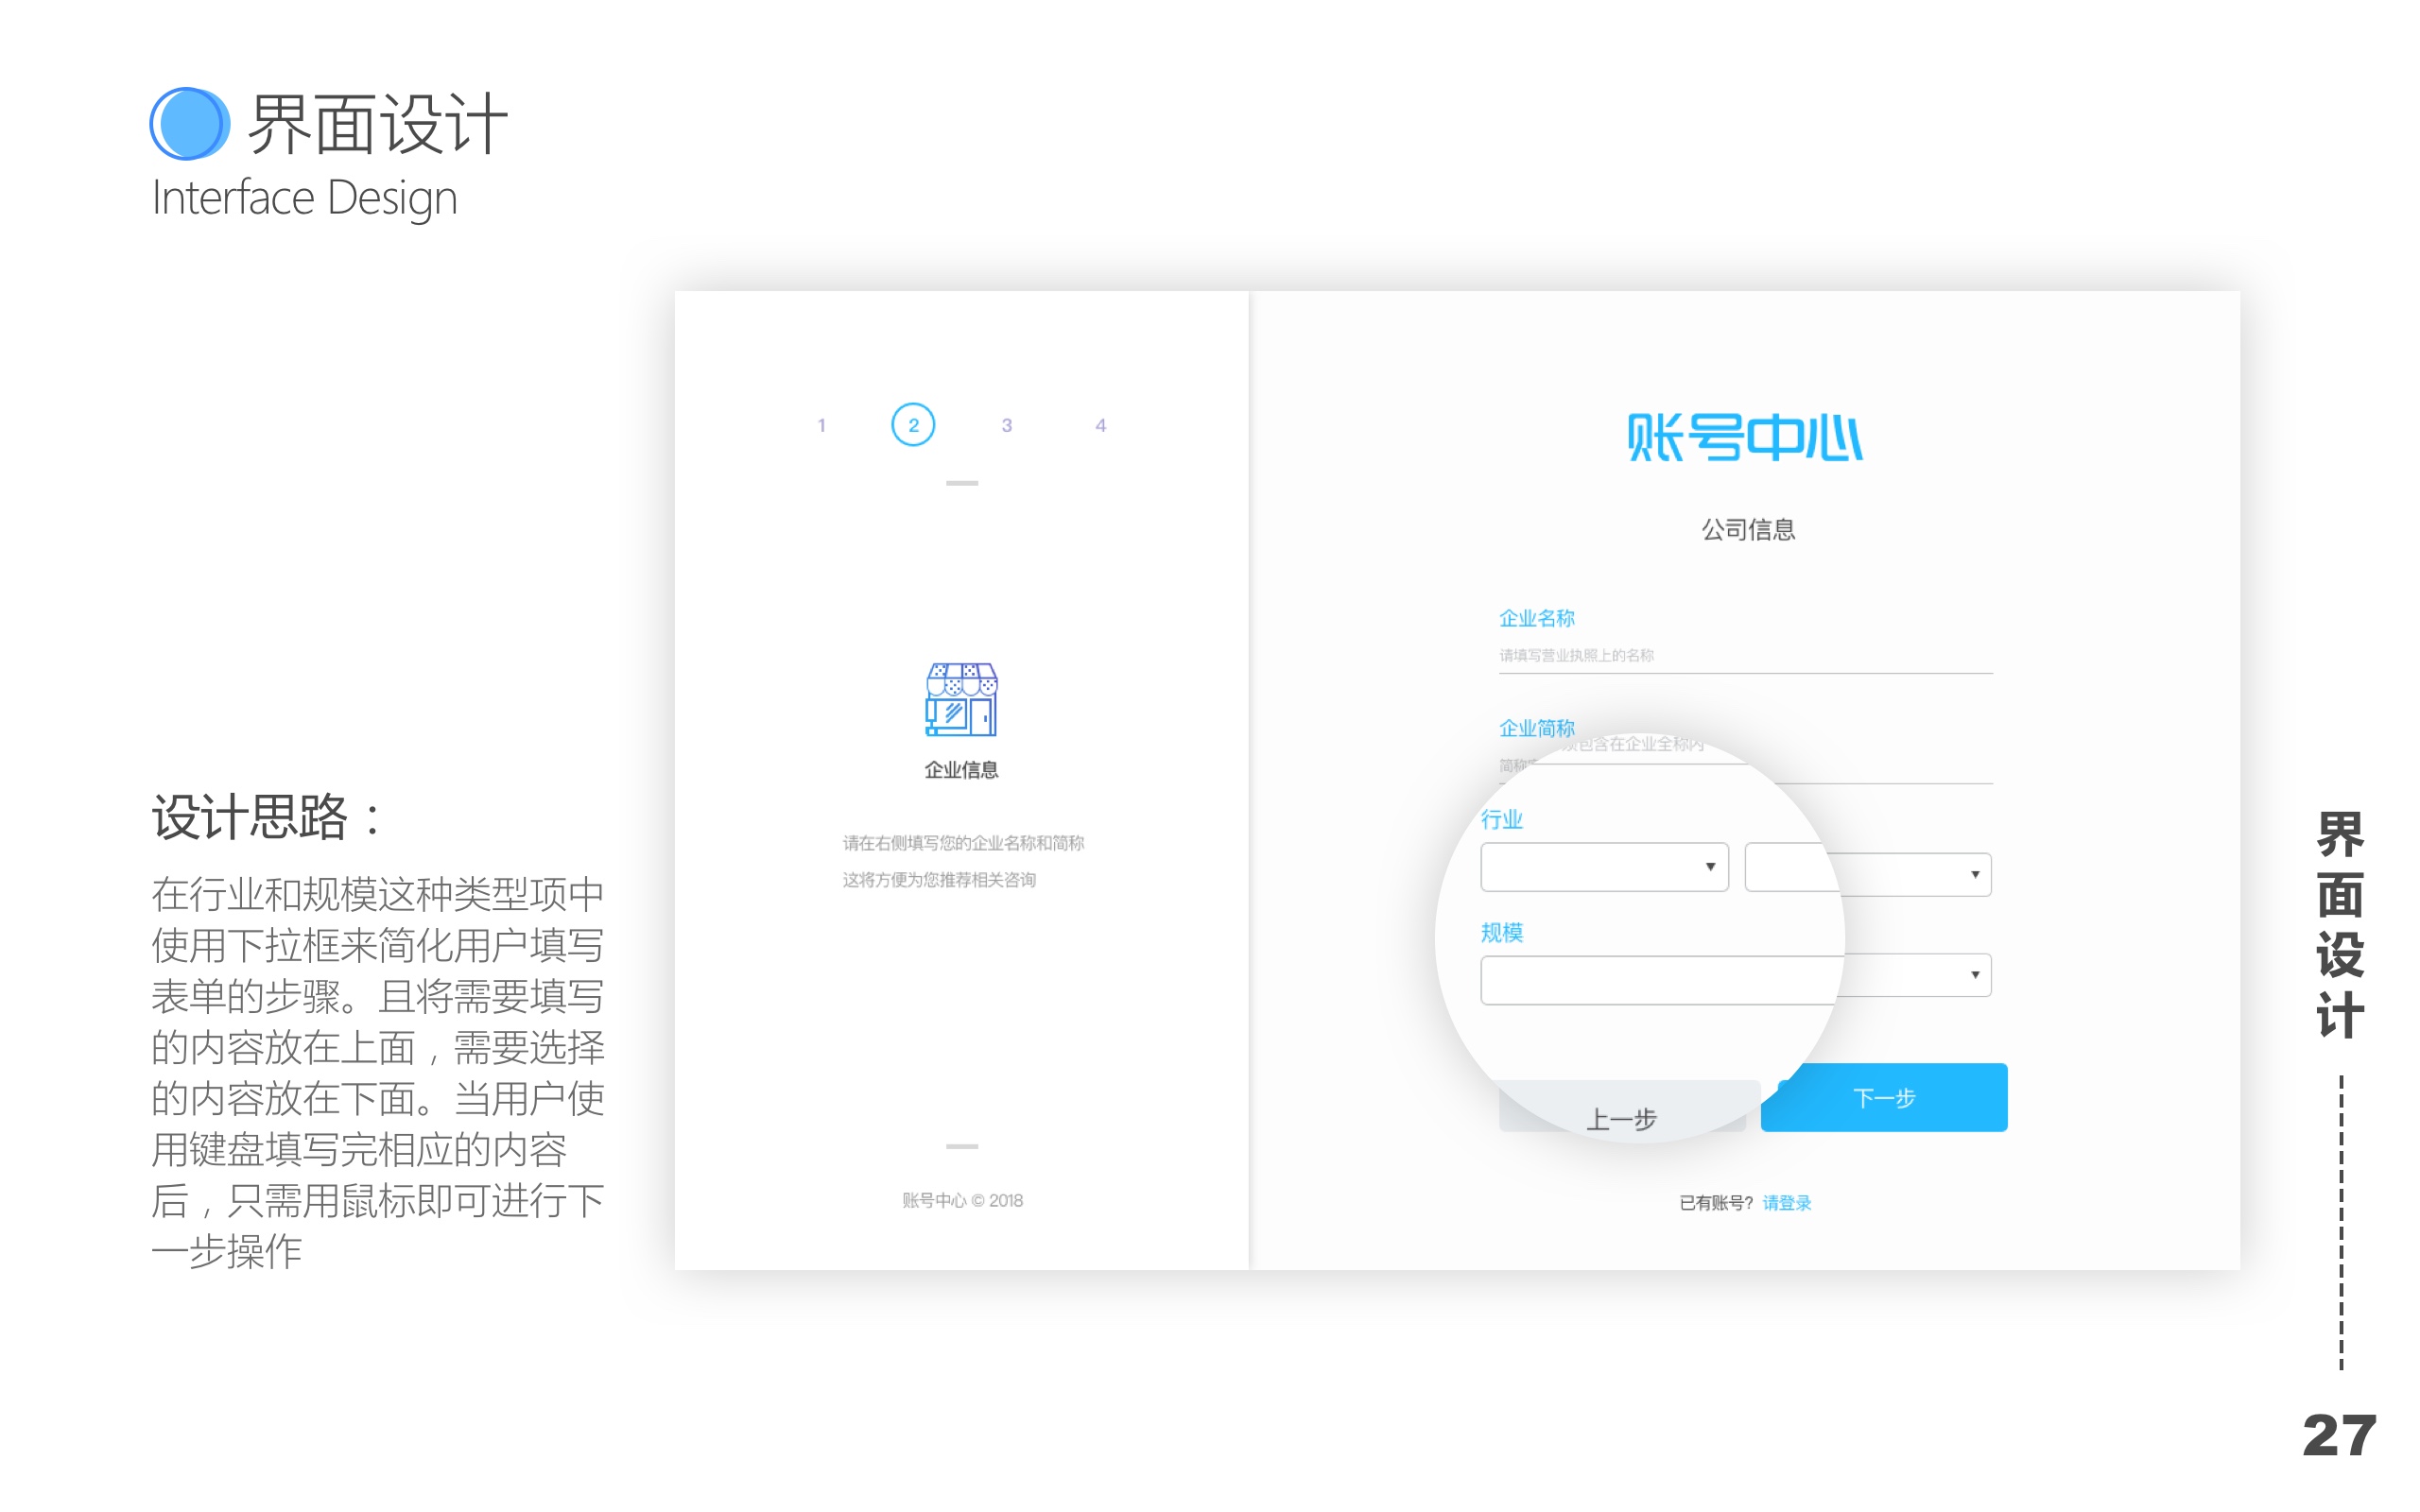 界面设计
Interface Design
1 2 3 4
企业信息
请在右侧填写您的企业名称和简称
这将方便为您推荐相关咨询
账号中心 © 2018
账号中心
公司信息
企业名称
请填写营业执照上的名称
企业简称
包含在企业全称内
简称
行业
规模
上一步
下一步
已有账号? 请登录
设计思路：
在行业和规模这种类型项中
使用下拉框来简化用户填写
表单的步骤。且将需要填写
的内容放在上面，需要选择
的内容放在下面。当用户使
用键盘填写完相应的内容
后，只需用鼠标即可进行下
一步操作
界面设计
27